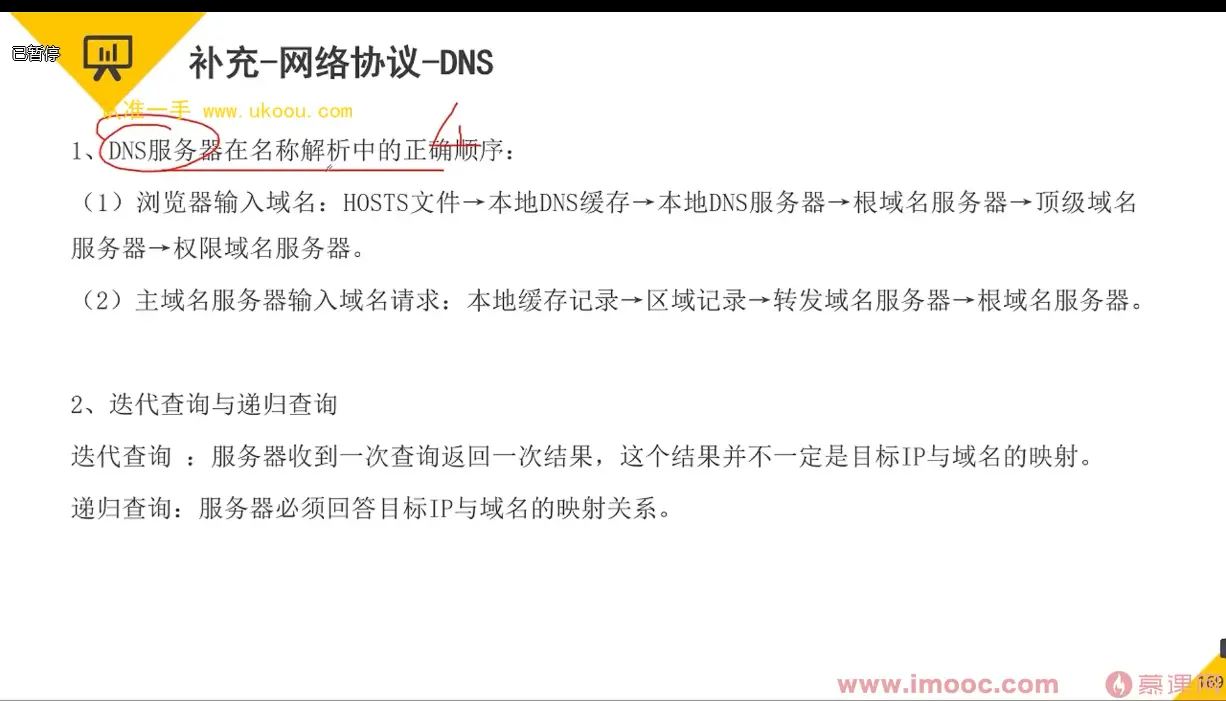 已暂停
补充-网络协议-DNS
认准一手 www.ukoou.com
1、DNS服务器在名称解析中的正确顺序：
（1）浏览器输入域名：HOSTS文件→本地DNS缓存→本地DNS服务器→根域名服务器→顶级域名
服务器→权限域名服务器。
（2）主域名服务器输入域名请求：本地缓存记录→区域记录→转发域名服务器→根域名服务器。
2、迭代查询与递归查询
迭代查询 ：服务器收到一次查询返回一次结果，这个结果并不一定是目标IP与域名的映射。
递归查询：服务器必须回答目标IP与域名的映射关系。
www.imooc.com
慕课网
169